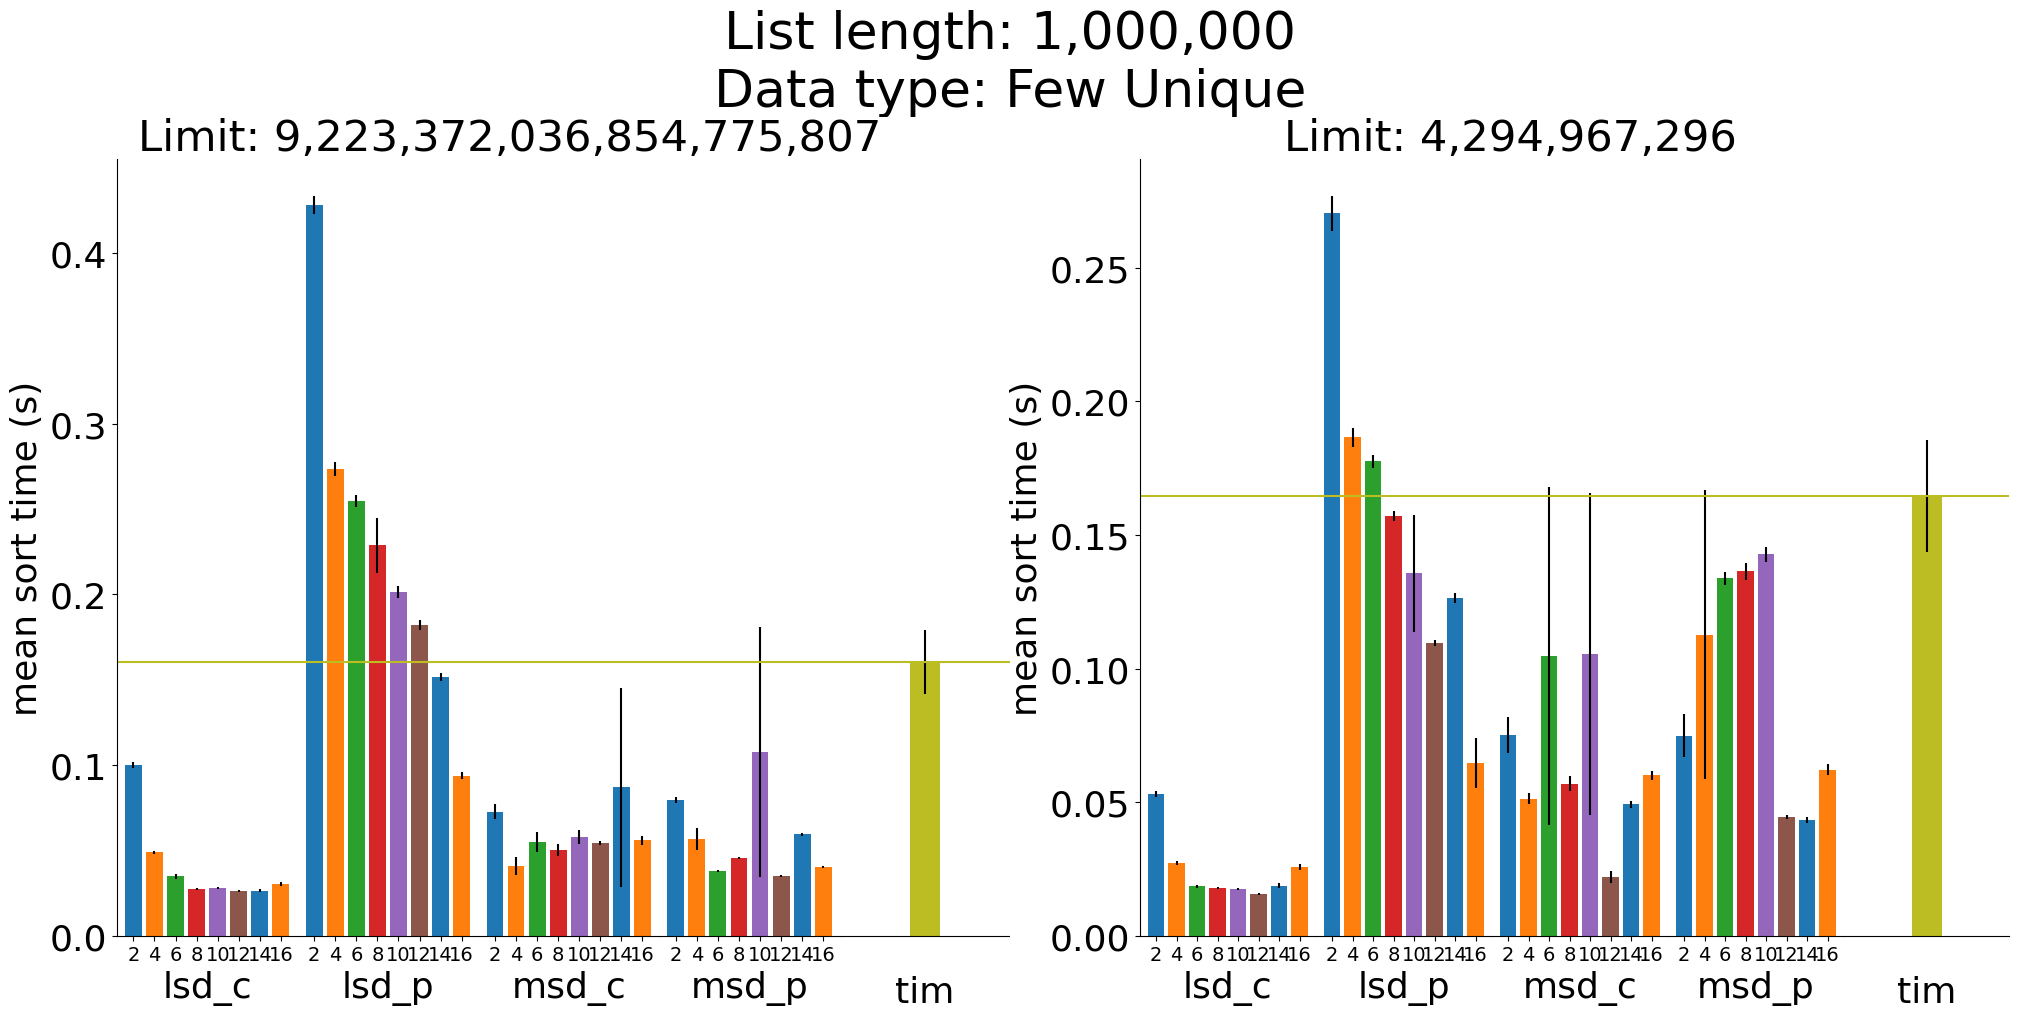 List length: 1,000,000
Data type: Few Unique
Limit: 9,223,372,036,854,775,807
mean sort time (s)
0.4
0.3
0.2
0.1
0.0
2 4 6 8 10 12 14 16
2 4 6 8 10 12 14 16
2 4 6 8 10 12 14 16
2 4 6 8 10 12 14 16
lsd_c lsd_p msd_c msd_p tim
Limit: 4,294,967,296
mean sort time (s)
0.25
0.20
0.15
0.10
0.05
0.00
2 4 6 8 10 12 14 16
2 4 6 8 10 12 14 16
2 4 6 8 10 12 14 16
2 4 6 8 10 12 14 16
lsd_c lsd_p msd_c msd_p tim